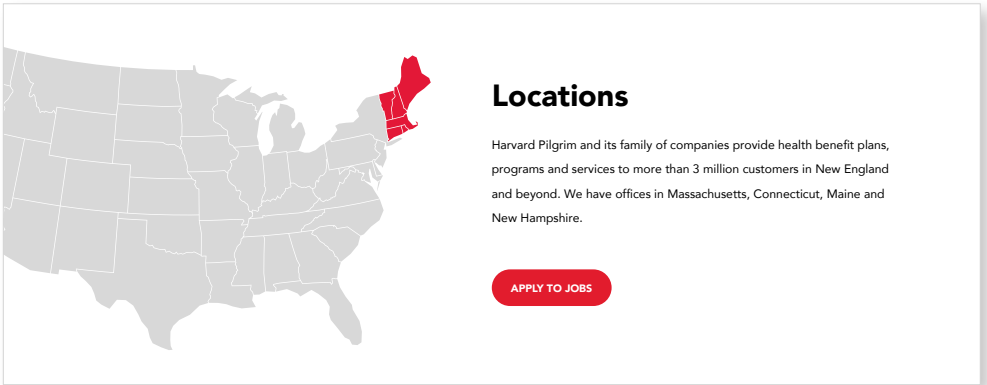 Locations
Harvard Pilgrim and its family of companies provide health benefit plans,
programs and services to more than 3 million customers in New England
and beyond. We have offices in Massachusetts, Connecticut, Maine and
New Hampshire.
APPLY TO JOBS